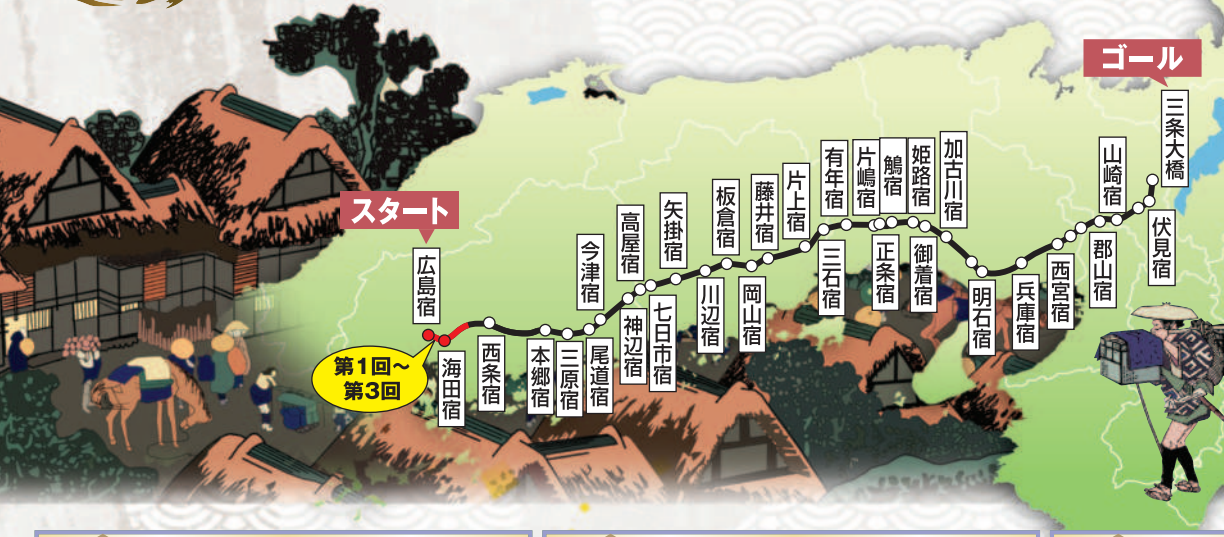 スタート
広島宿
第1回～
第3回
海田宿
西条宿
本郷宿
三原宿
尾道宿
今津宿
神辺宿
高屋宿
七日市宿
矢掛宿
川辺宿
板倉宿
岡山宿
藤井宿
片上宿
三石宿
有年宿
片嶋宿
正条宿
鵤宿
姫路宿
御着宿
加古川宿
明石宿
兵庫宿
西宮宿
郡山宿
山崎宿
伏見宿
三条大橋
ゴール